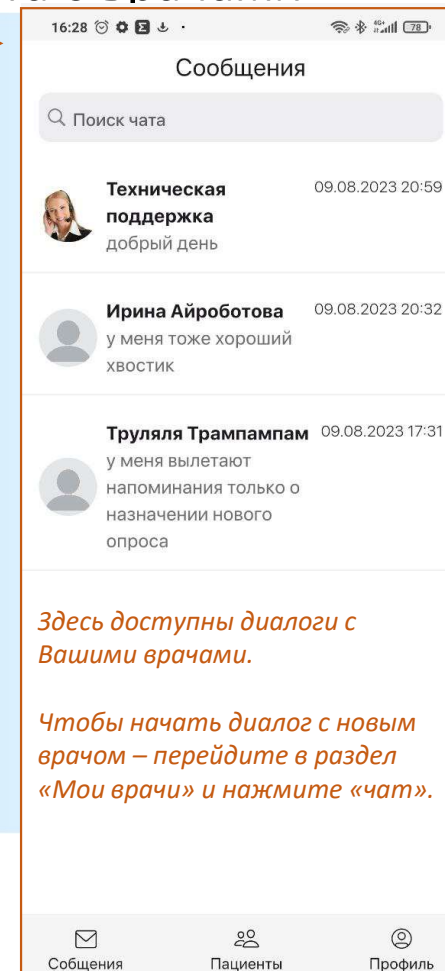 16:28
4G+
78
Сообщения
Поиск чата
Техническая 09.08.2023 20:59
поддержка
добрый день
Ирина Айроботова 09.08.2023 20:32
у меня тоже хороший
хвостик
Труляля Трампампам 09.08.2023 17:31
у меня вылетают
напоминания только о
назначении нового
опроса
Здесь доступны диалоги с
Вашими врачами.
Чтобы начать диалог с новым
врачом – перейдите в раздел
«Мои врачи» и нажмите «чат».
Собщения Пациенты Профиль